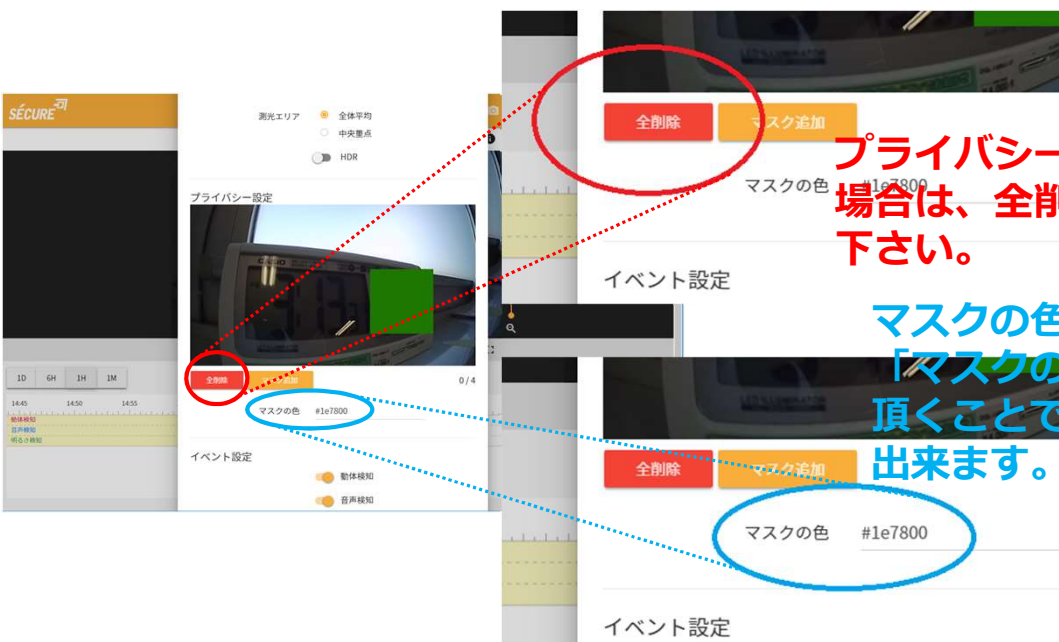 SÉCURE
測光エリア
全体平均
中央重点
HDR
プライバシー設定
CASIO
全削除
0 / 4
マスクの色 #1e7800
イベント設定
動体検知
音声検知
1D 6H 1H 1M
14:45 14:50 14:55
動体検知
音声検知
明るさ検知
LED ILLUMINATOR
全削除 マスク追加
マスクの色 #1e7800
プライバシー
場合は、全削
下さい。
イベント設定
マスクの色
「マスクの
頂くことで
出来ます。
全削除 マスク追加
マスクの色 #1e7800
イベント設定